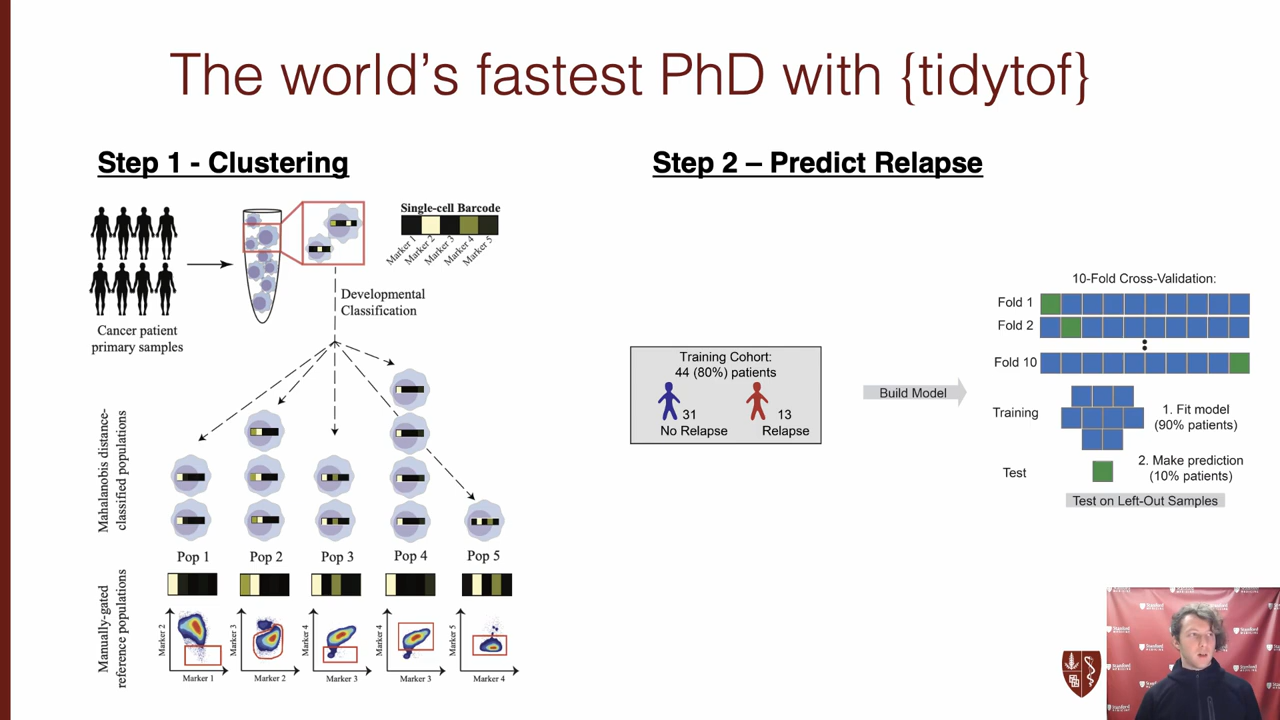 The world’s fastest PhD with {tidytof}
Step 1 - Clustering
Single-cell Barcode
Marker 1
Marker 2
Marker 3
Marker 4
Marker 5
Cancer patient
primary samples
Developmental
Classification
Mahalanobis distance-
classified populations
Pop 1
Pop 2
Pop 3
Pop 4
Pop 5
Manually-gated
reference populations
Marker 2
Marker 1
Marker 3
Marker 2
Marker 4
Marker 3
Marker 4
Marker 3
Marker 5
Marker 4
Step 2 – Predict Relapse
Training Cohort:
44 (80%) patients
31
No Relapse
13
Relapse
Build Model
10-Fold Cross-Validation:
Fold 1
Fold 2
Fold 10
Training
1. Fit model
(90% patients)
Test
2. Make prediction
(10% patients)
Test on Left-Out Samples